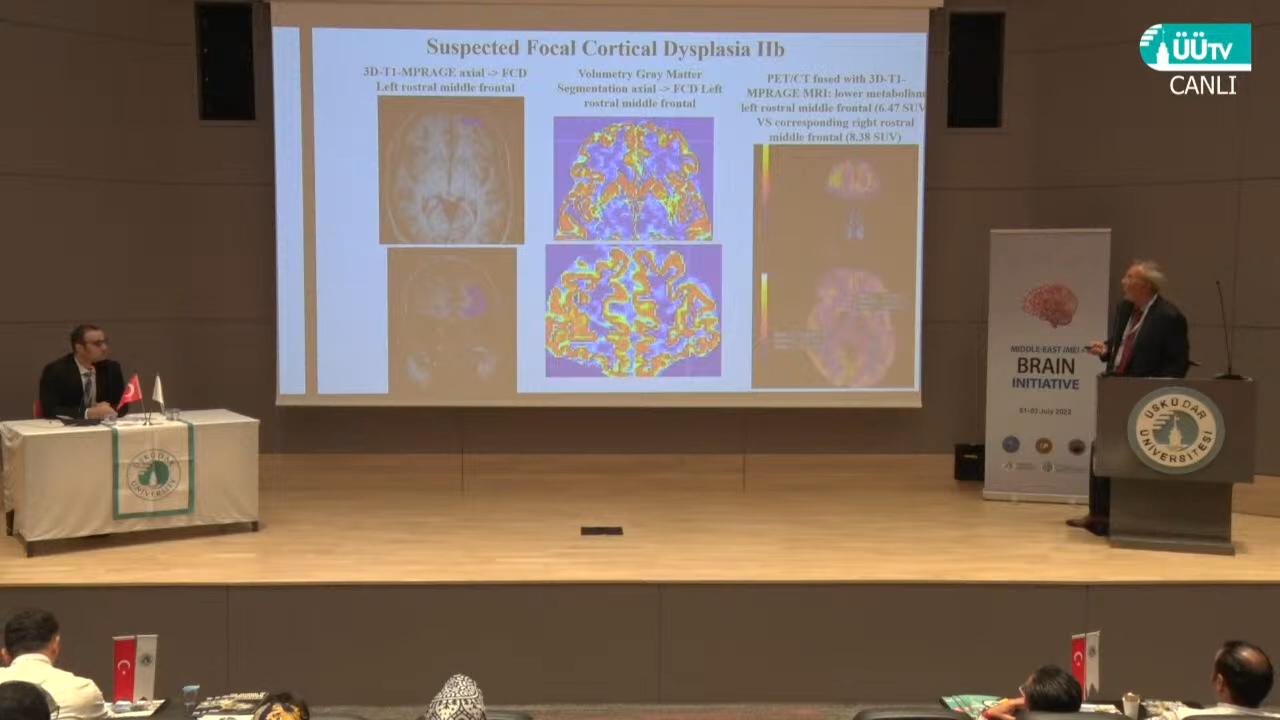 ÜÜTV
CANLI
Suspected Focal Cortical Dysplasia IIb
3D-T1-MPRAGE axial -> FCD
Left rostral middle frontal
Volumetry Gray Matter
Segmentation axial -> FCD Left
rostral middle frontal
PET/CT fused with 3D-T1-
MPRAGE MRI: lower metabolism
left rostral middle frontal (6.47 SUV
VS corresponding right rostral
middle frontal (8.38 SUV)
MIDDLE-EAST (ME)
BRAIN
INITIATIVE
01-03 July 2022
ÜSKÜDAR
ÜNİVERSİTESİ
ÜSKÜDAR
UNIVERSITY